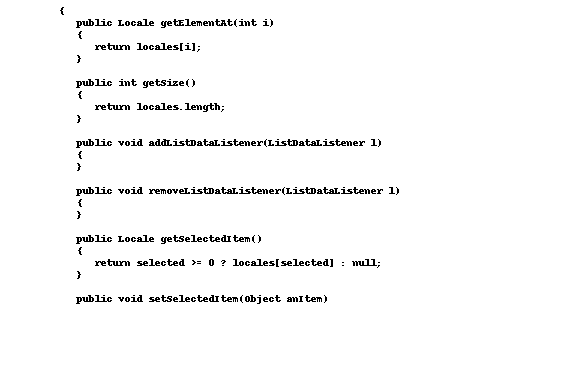 {
public Locale getElementAt(int i)
{
return locales[i];
}
public int getSize()
{
return locales.length;
}
public void addListDataListener(ListDataListener l)
{
}
public void removeListDataListener(ListDataListener l)
{
}
public Locale getSelectedItem()
{
return selected >= 0 ? locales[selected] : null;
}
public void setSelectedItem(Object anItem)